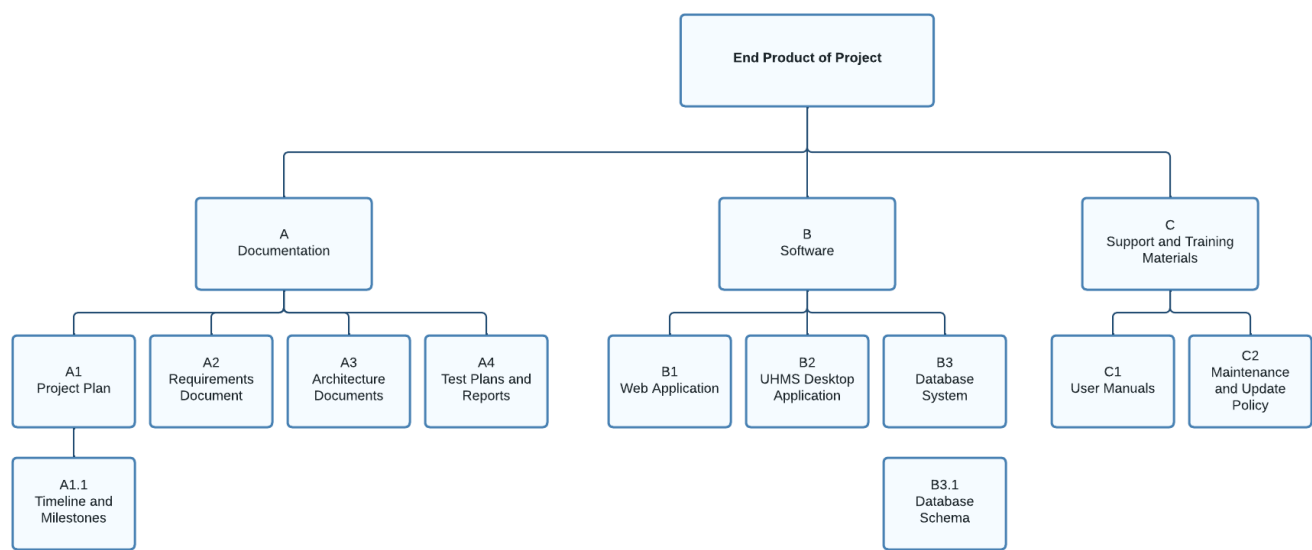 End Product of Project
A
Documentation
B
Software
C
Support and Training
Materials
A1
Project Plan
A2
Requirements
Document
A3
Architecture
Documents
A4
Test Plans and
Reports
B1
Web Application
B2
UHMS Desktop
Application
B3
Database
System
C1
User Manuals
C2
Maintenance
and Update
Policy
A1.1
Timeline and
Milestones
B3.1
Database
Schema